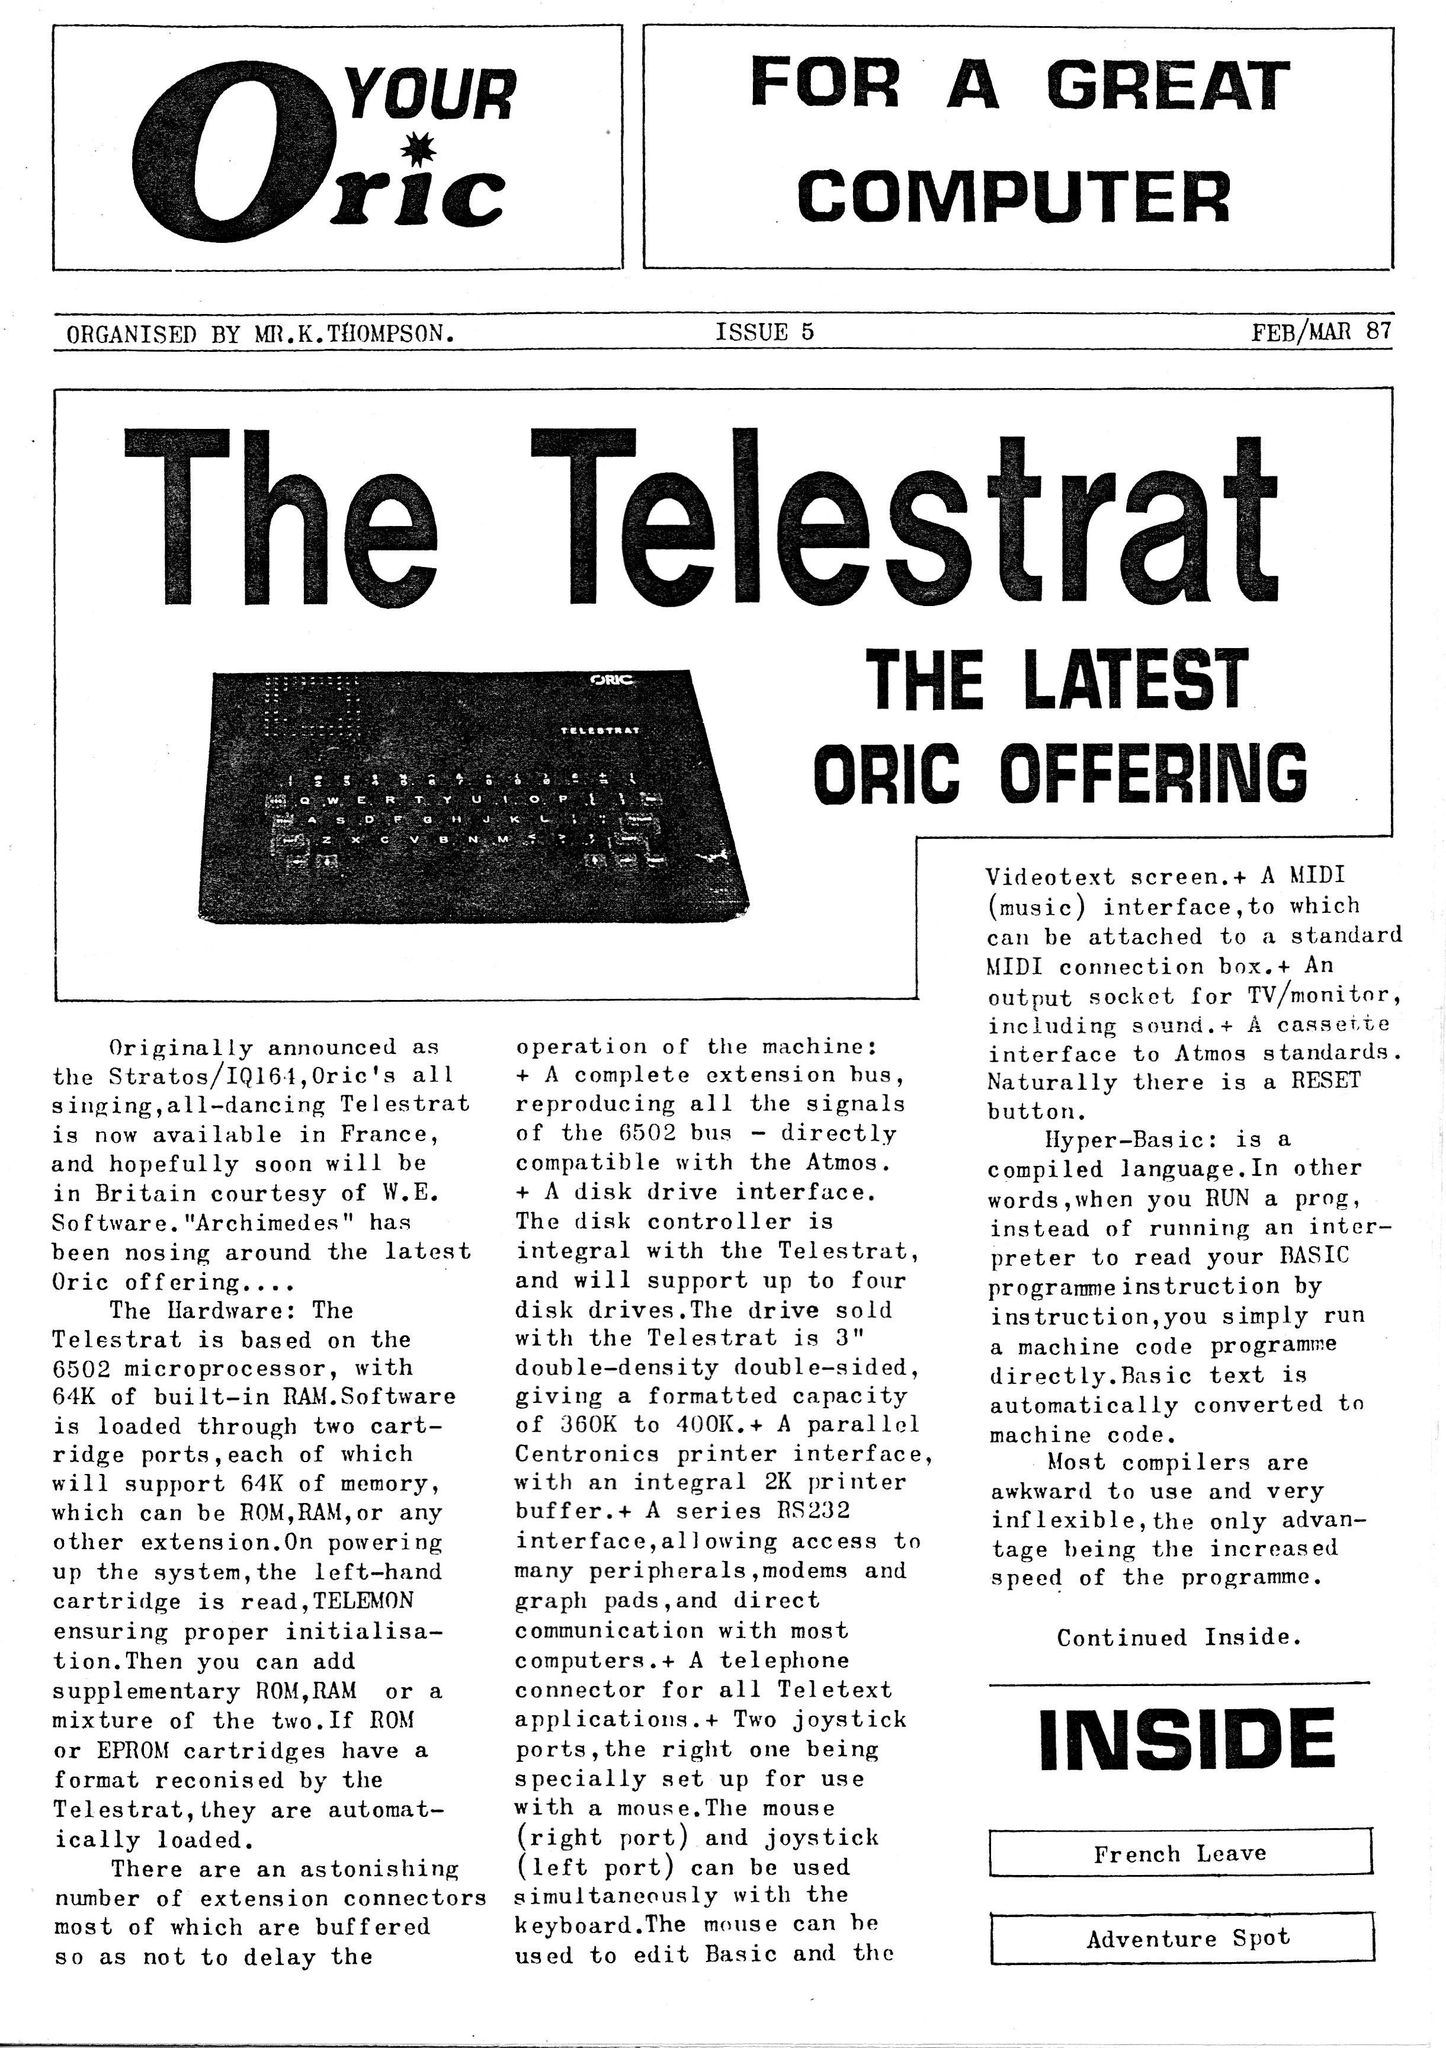 YOUR
Oric
FOR A GREAT
COMPUTER
ORGANISED BY MR.K.THOMPSON. ISSUE 5 FEB/MAR 87
The Telestrat
THE LATEST
ORIC OFFERING
ORIC
TELESTRAT
Q W E R T Y U I O P
A S D F G H J K L
Z X C V B N M
Originally announced as
the Stratos/IQ164,Oric's all
singing,all-dancing Telestrat
is now available in France,
and hopefully soon will be
in Britain courtesy of W.E.
Software."Archimedes" has
been nosing around the latest
Oric offering....
The Hardware: The
Telestrat is based on the
6502 microprocessor, with
64K of built-in RAM.Software
is loaded through two cart-
ridge ports,each of which
will support 64K of memory,
which can be ROM,RAM,or any
other extension.On powering
up the system,the left-hand
cartridge is read,TELEMON
ensuring proper initialisa-
tion.Then you can add
supplementary ROM,RAM or a
mixture of the two.If ROM
or EPROM cartridges have a
format reconised by the
Telestrat,they are automat-
ically loaded.
There are an astonishing
number of extension connectors
most of which are buffered
so as not to delay the
operation of the machine:
+ A complete extension bus,
reproducing all the signals
of the 6502 bus - directly
compatible with the Atmos.
+ A disk drive interface.
The disk controller is
integral with the Telestrat,
and will support up to four
disk drives.The drive sold
with the Telestrat is 3"
double-density double-sided,
giving a formatted capacity
of 360K to 400K.+ A parallel
Centronics printer interface,
with an integral 2K printer
buffer.+ A series RS232
interface,allowing access to
many peripherals,modems and
graph pads,and direct
communication with most
computers.+ A telephone
connector for all Teletext
applications.+ Two joystick
ports,the right one being
specially set up for use
with a mouse.The mouse
(right port) and joystick
(left port) can be used
simultaneously with the
keyboard.The mouse can be
used to edit Basic and the
Videotext screen.+ A MIDI
(music) interface,to which
can be attached to a standard
MIDI connection box.+ An
output socket for TV/monitor,
including sound.+ A cassette
interface to Atmos standards.
Naturally there is a RESET
button.
Hyper-Basic: is a
compiled language.In other
words,when you RUN a prog,
instead of running an inter-
preter to read your BASIC
programme instruction by
instruction,you simply run
a machine code programme
directly.Basic text is
automatically converted to
machine code.
Most compilers are
awkward to use and very
inflexible,the only advan-
tage being the increased
speed of the programme.
Continued Inside.
INSIDE
French Leave
Adventure Spot